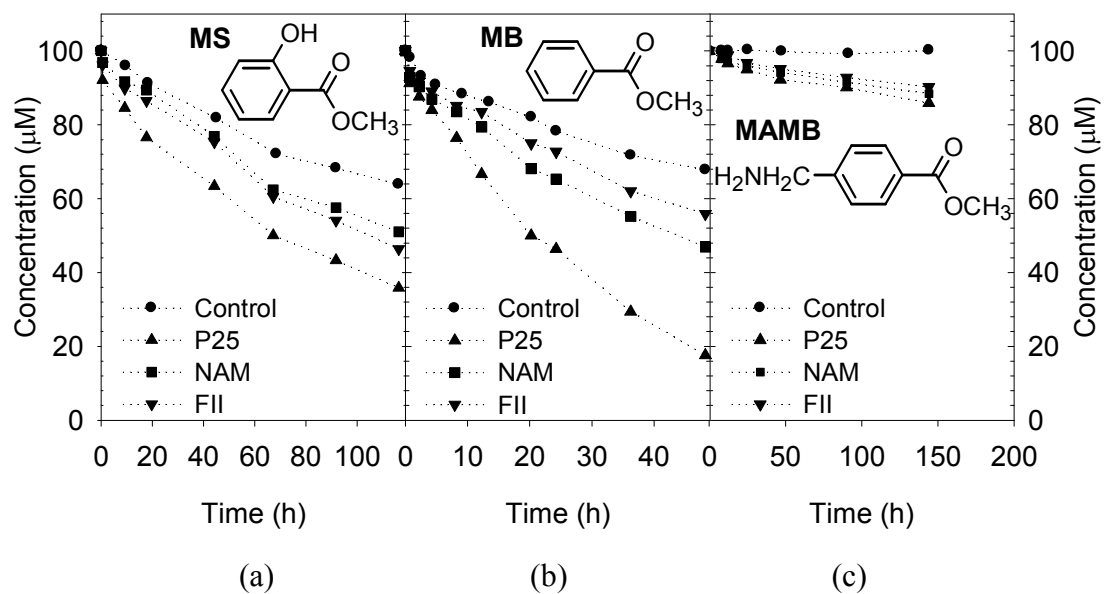 MS
OH
O
OCH3
MB
O
OCH3
MAMB
H2NH2C
O
OCH3
Concentration (μM)
100
80
60
40
20
0
Control
P25
NAM
FII
Control
P25
NAM
FII
Control
P25
NAM
FII
100
80
60
40
20
0
Concentration (μM)
0 20 40 60 80 100
0 10 20 30 40
0 50 100 150 200
Time (h) Time (h) Time (h)
(a) (b) (c)